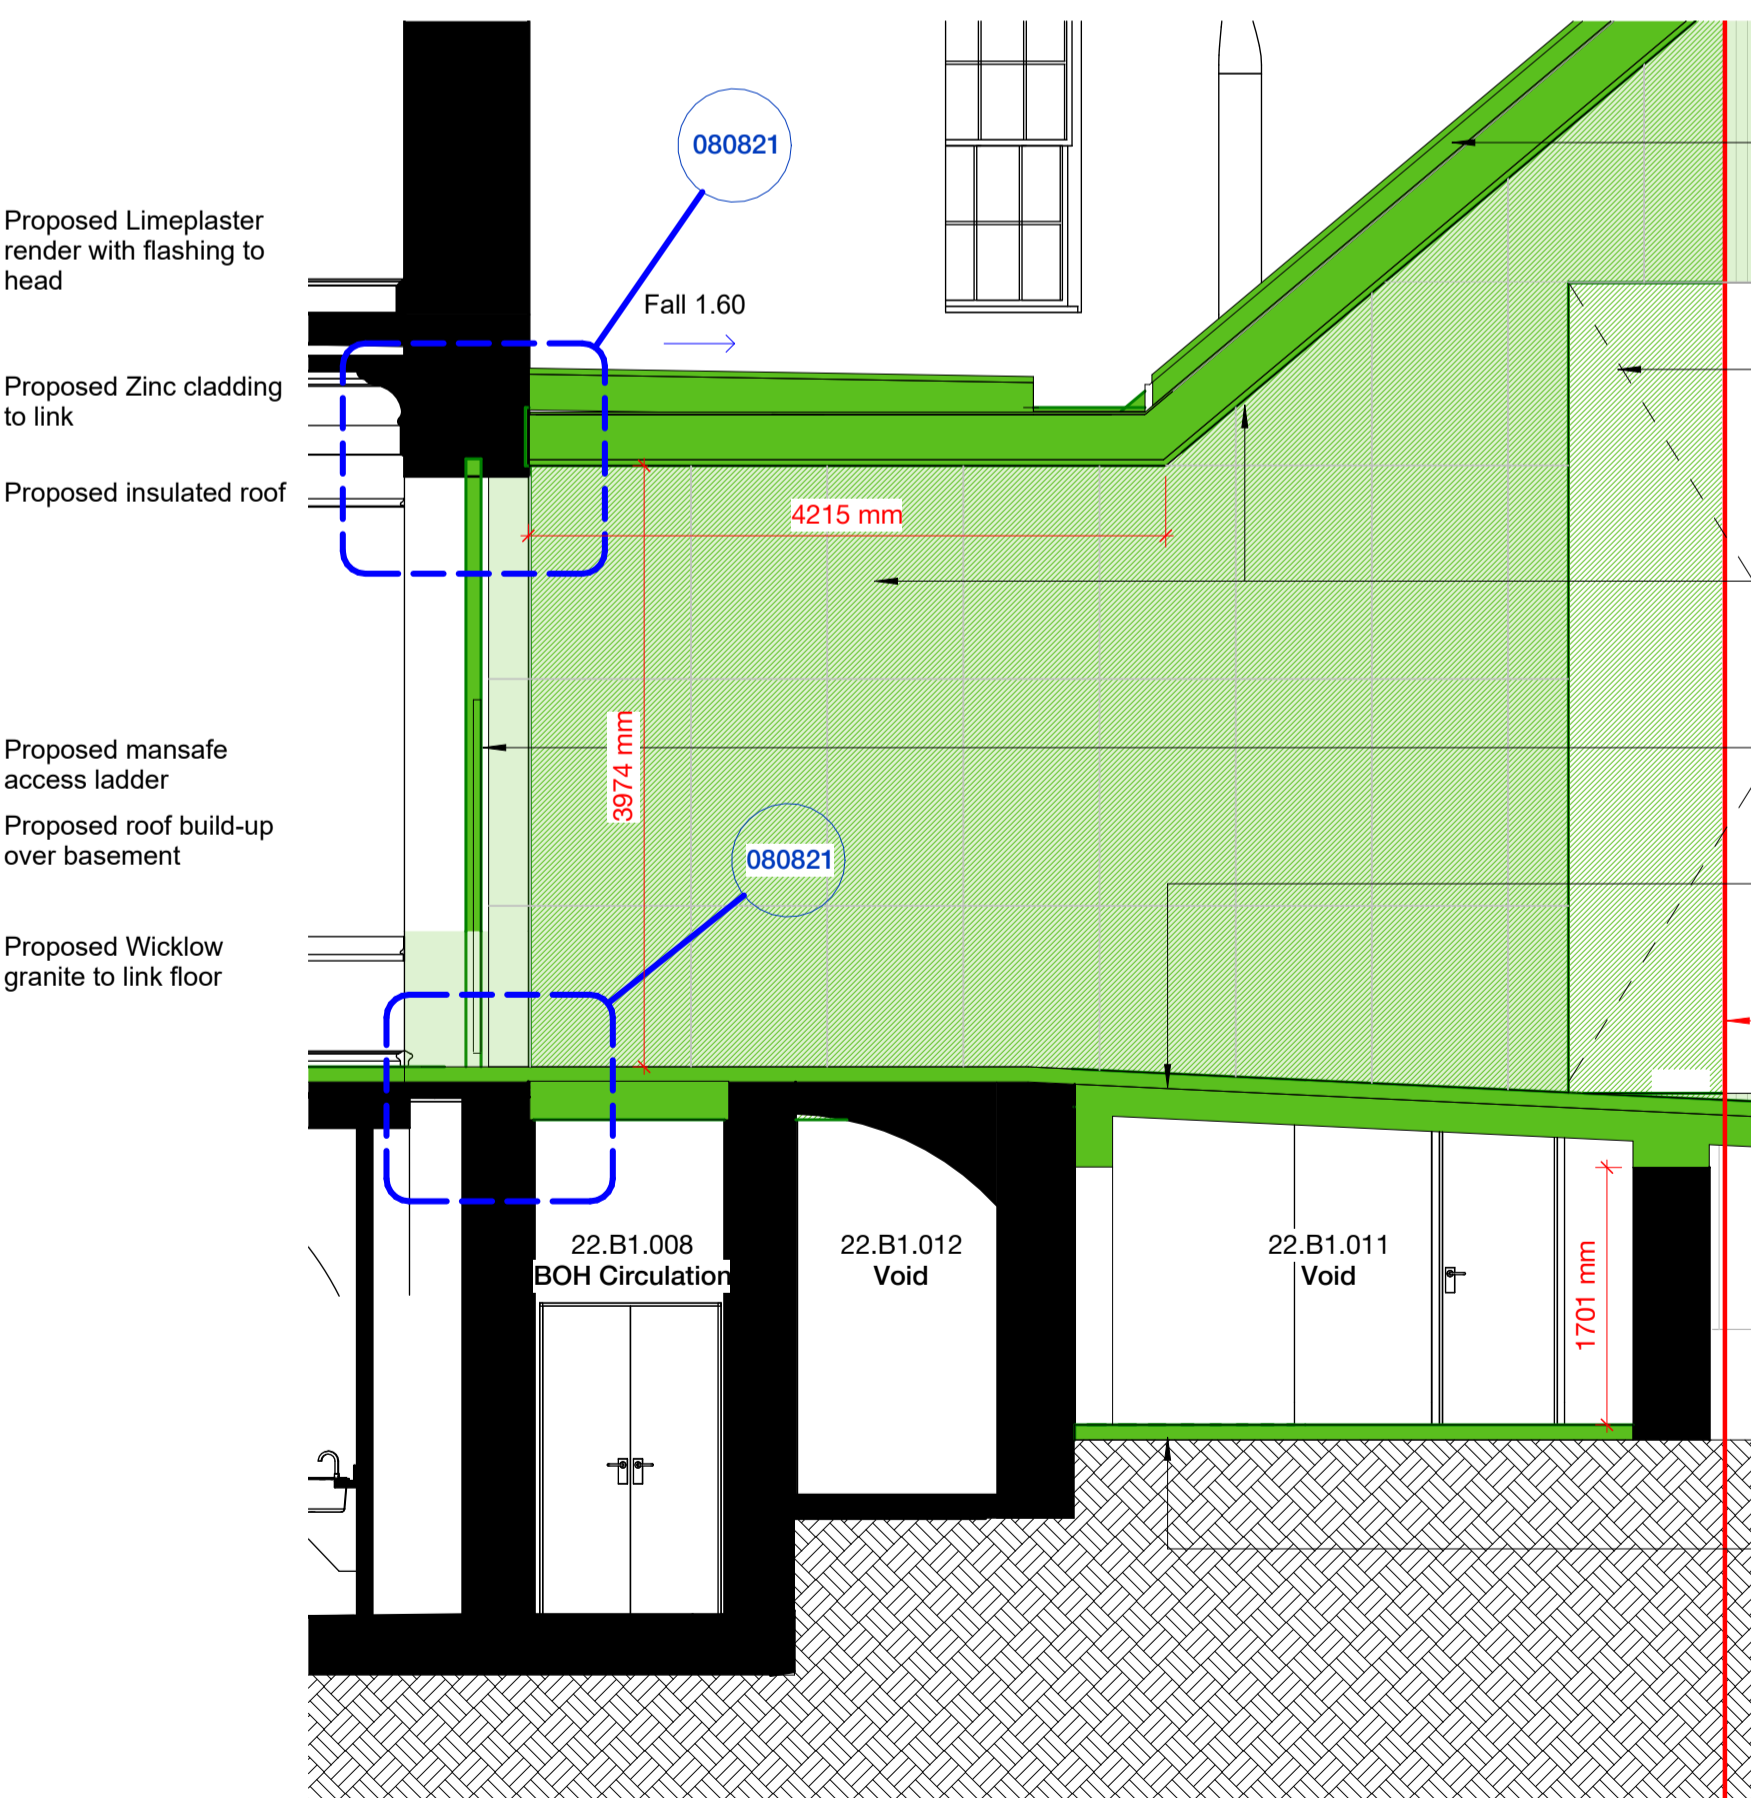 080821
Proposed Limeplaster
render with flashing to
head
Fall 1.60
Proposed Zinc cladding
to link
Proposed insulated roof
4215 mm
3974 mm
Proposed mansafe
access ladder
Proposed roof build-up
over basement
080821
Proposed Wicklow
granite to link floor
22.B1.008
BOH Circulation
22.B1.012
Void
22.B1.011
Void
1701 mm